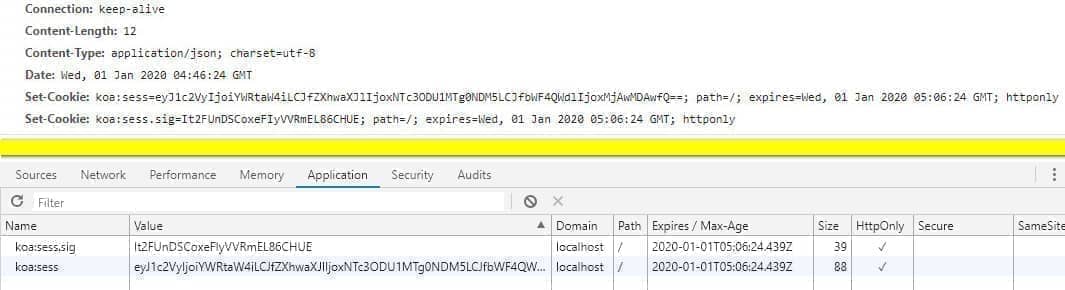 Connection: keep-alive
Content-Length: 12
Content-Type: application/json; charset=utf-8
Date: Wed, 01 Jan 2020 04:46:24 GMT
Set-Cookie: koa:sess=eyJ1c2VyIjoiYWRtaW4iLCJfZXhwaXJlIjoxNTc3ODU1MTg0NDM5LCJfbWF4QWdlIjoxMjAwMDAwfQ==; path=/; expires=Wed, 01 Jan 2020 05:06:24 GMT; httponly
Set-Cookie: koa:sess.sig=It2FUnDSCoxeFIyVVRmEL86CHUE; path=/; expires=Wed, 01 Jan 2020 05:06:24 GMT; httponly
Sources Network Performance Memory Application Security Audits
Filter
Name Value Domain Path Expires / Max-Age Size HttpOnly Secure SameSite
koa:sess.sig It2FUnDSCoxeFIyVVRmEL86CHUE localhost / 2020-01-01T05:06:24.439Z 39 ✓
koa:sess eyJ1c2VyIjoiYWRtaW4iLCJfZXhwaXJlIjoxNTc3ODU1MTg0NDM5LCJfbWF4QW... localhost / 2020-01-01T05:06:24.439Z 88 ✓